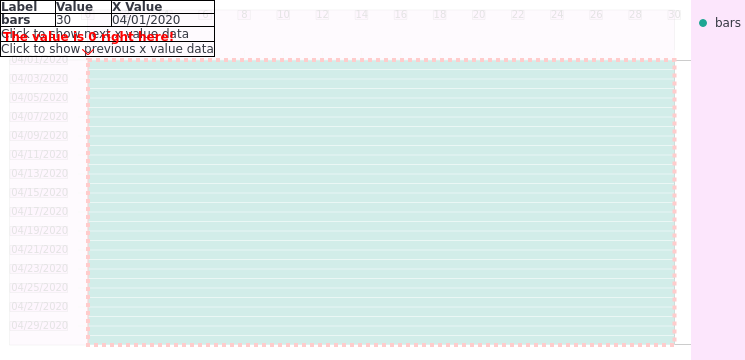 Label Value X Value
bars 30 04/01/2020
Click to show next x value data
The value is 0 right here!
Click to show previous x value data
8 10 12 14 16 18 20 22 24 26 28 30
bars
04/01/2020
04/03/2020
04/05/2020
04/07/2020
04/09/2020
04/11/2020
04/13/2020
04/15/2020
04/17/2020
04/19/2020
04/21/2020
04/23/2020
04/25/2020
04/27/2020
04/29/2020